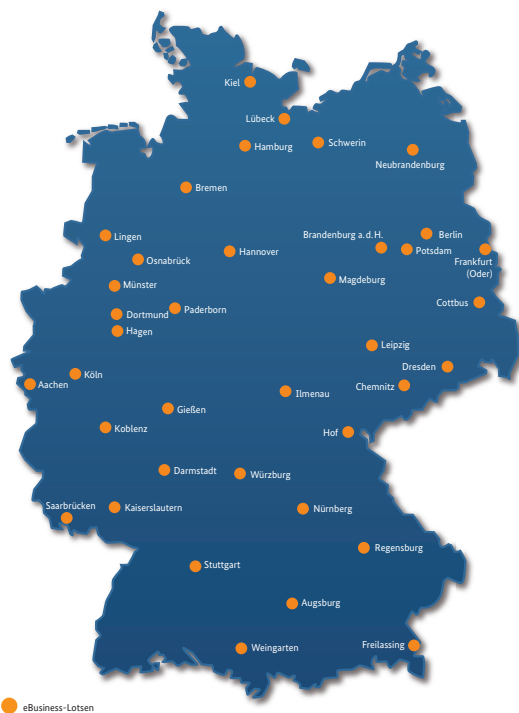 Kiel
Lübeck
Hamburg
Schwerin
Neubrandenburg
Bremen
Lingen
Osnabrück
Hannover
Brandenburg a.d.H.
Berlin
Potsdam
Frankfurt
(Oder)
Münster
Magdeburg
Cottbus
Dortmund
Paderborn
Hagen
Leipzig
Dresden
Köln
Aachen
Chemnitz
Ilmenau
Gießen
Koblenz
Hof
Darmstadt
Würzburg
Saarbrücken
Kaiserslautern
Nürnberg
Regensburg
Stuttgart
Augsburg
Weingarten
Freilassing
eBusiness-Lotsen